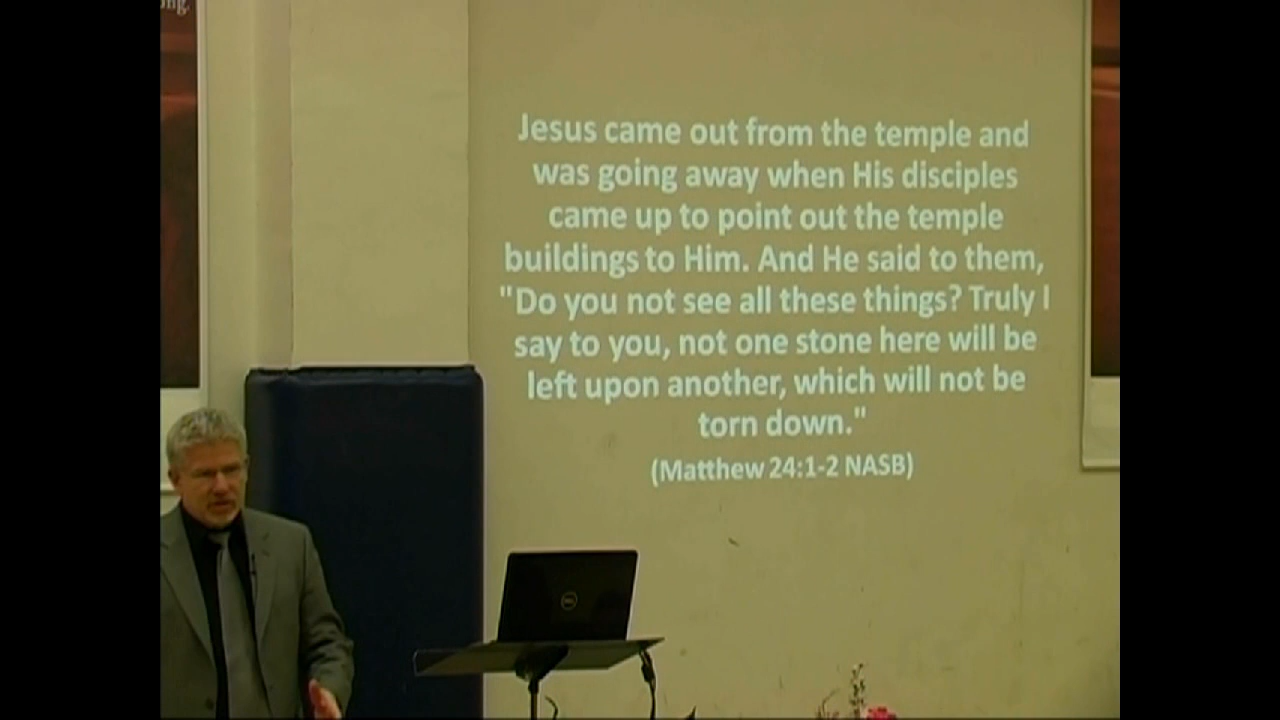 ong.
Jesus came out from the temple and
was going away when His disciples
came up to point out the temple
buildings to Him. And He said to them,
"Do you not see all these things? Truly I
say to you, not one stone here will be
left upon another, which will not be
torn down."
(Matthew 24:1-2 NASB)
DELL